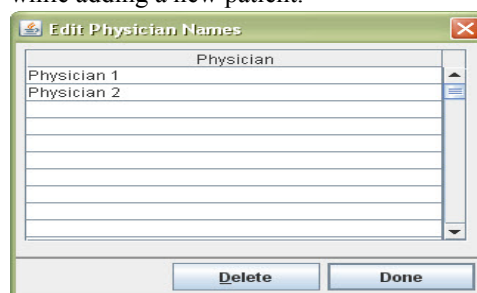 while adding a new patient.
Edit Physician Names
Physician
Physician 1
Physician 2
Delete
Done